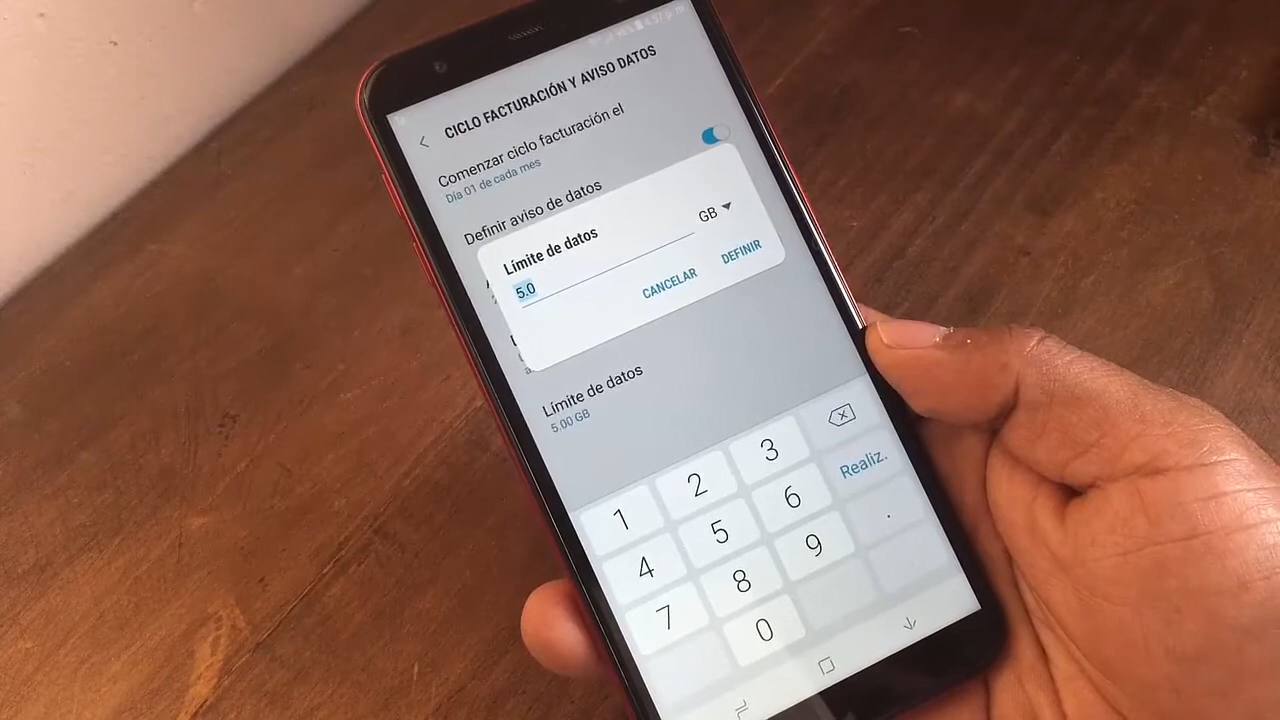 CICLO FACTURACIÓN Y AVISO DATOS
Comenzar ciclo facturación el
Día 01 de cada mes
Definir aviso de datos
Límite de datos
5.0
GB
CANCELAR
DEFINIR
Límite de datos
5.00 GB
1 2 3
4 5 6 Realiz.
7 8 9 .
0